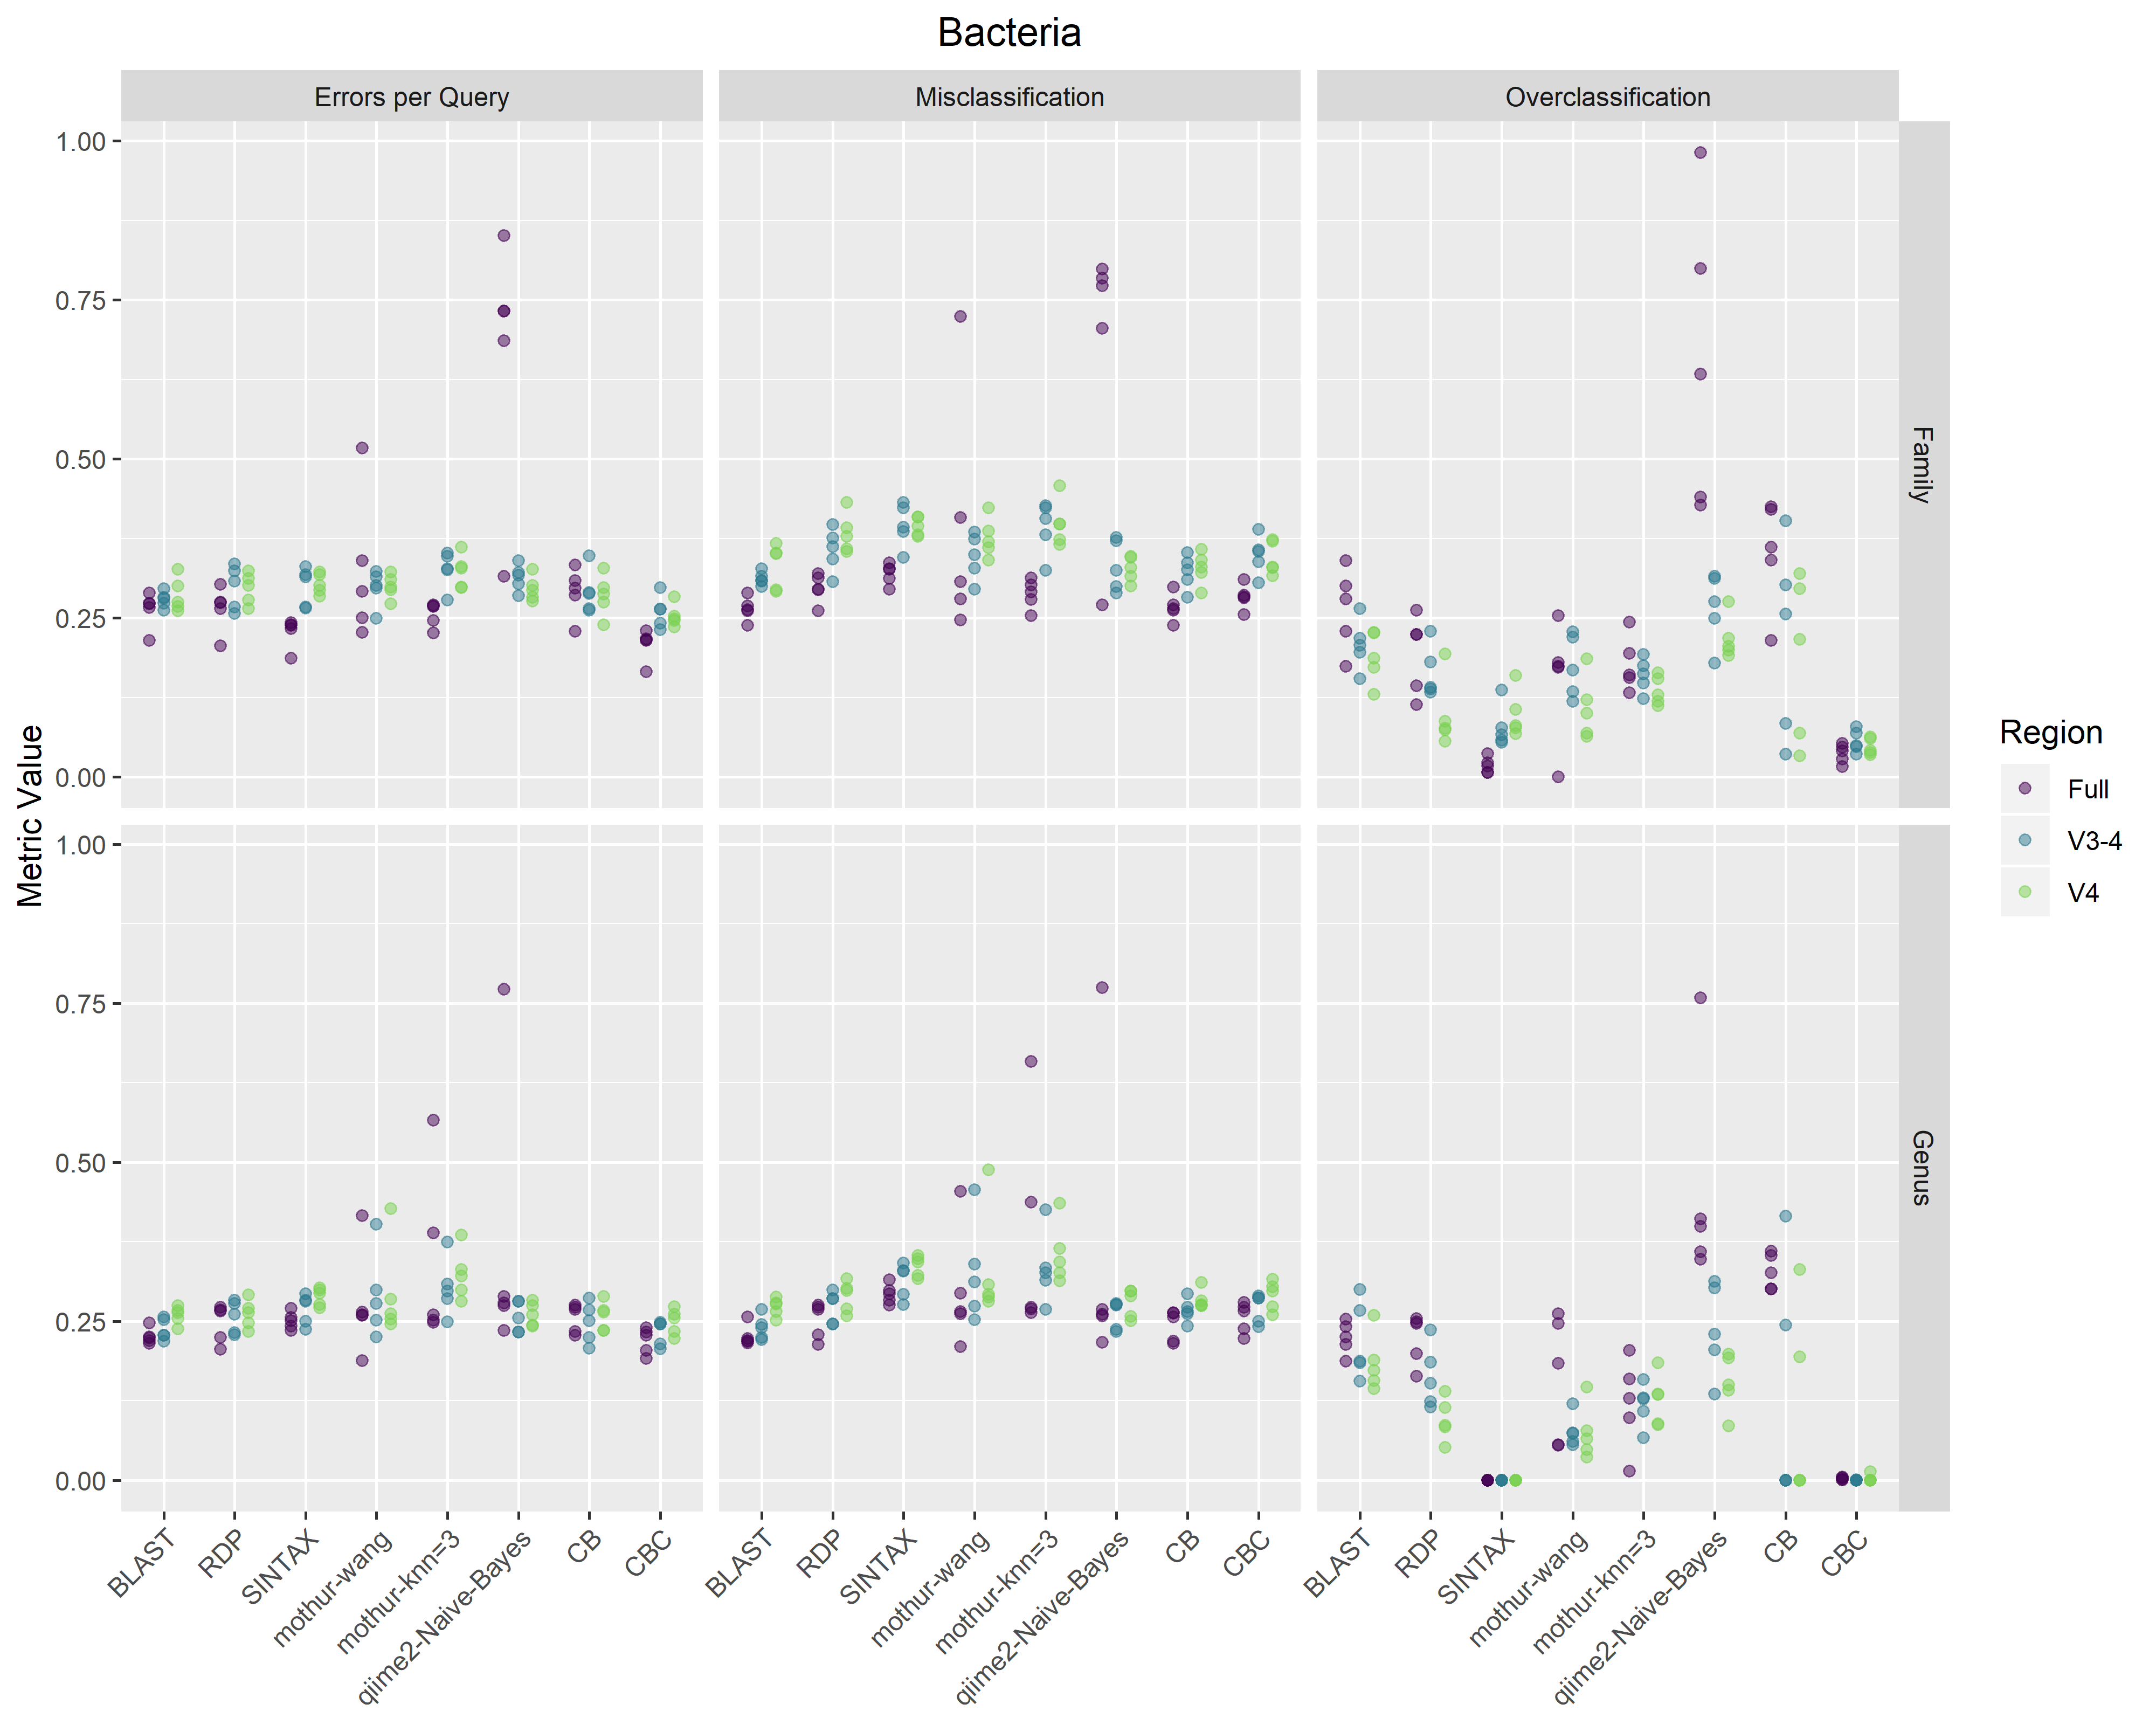 Bacteria
Errors per Query
Misclassification
Overclassification
Metric Value
1.00
0.75
0.50
0.25
0.00
Family
1.00
0.75
0.50
0.25
0.00
Genus
BLAST
RDP
SINTAX
mothur-wang
mothur-knn=3
qiime2-Naive-Bayes
CB
CBC
BLAST
RDP
SINTAX
mothur-wang
mothur-knn=3
qiime2-Naive-Bayes
CB
CBC
BLAST
RDP
SINTAX
mothur-wang
mothur-knn=3
qiime2-Naive-Bayes
CB
CBC
Region
Full
V3-4
V4